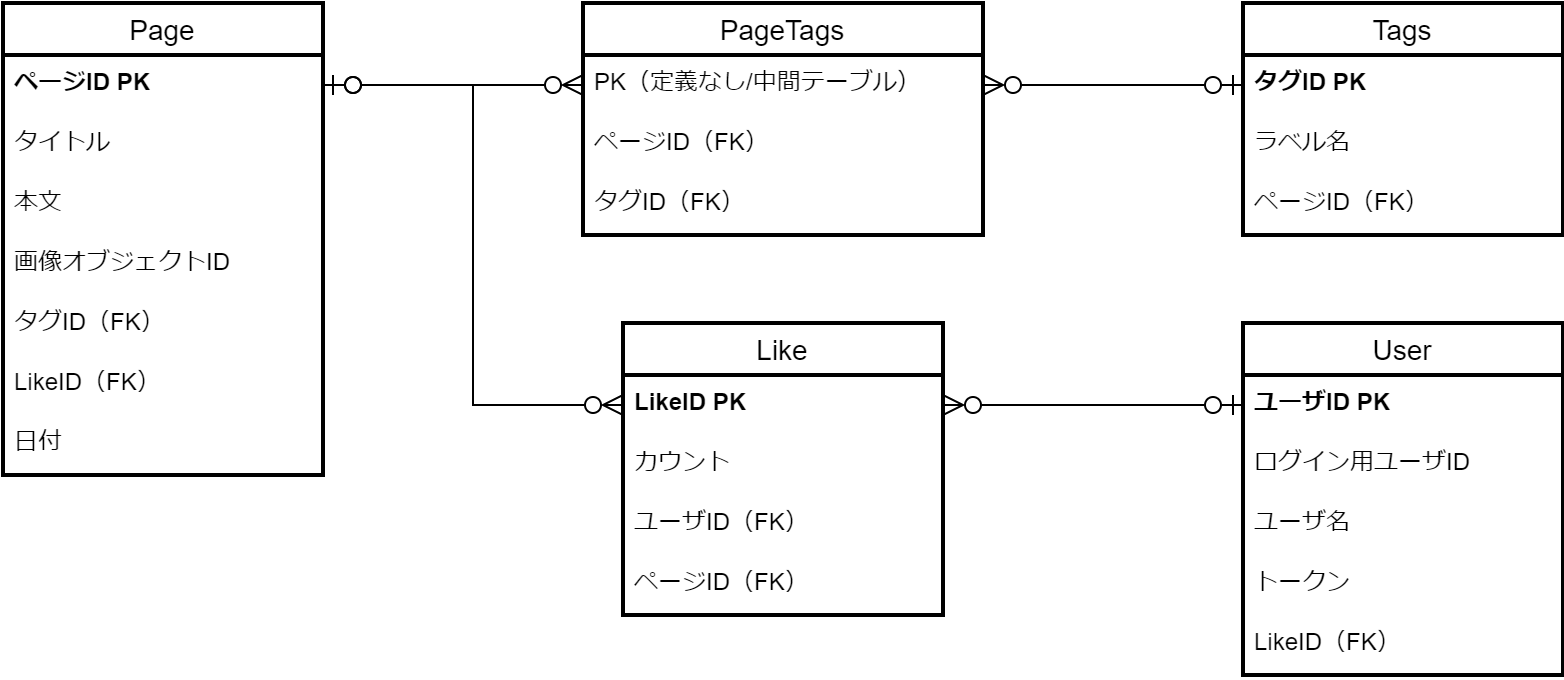 Page
ページID PK
タイトル
本文
画像オブジェクトID
タグID（FK）
LikeID（FK）
日付
PageTags
PK（定義なし/中間テーブル）
ページID（FK）
タグID（FK）
Tags
タグID PK
ラベル名
ページID（FK）
Like
LikeID PK
カウント
ユーザID（FK）
ページID（FK）
User
ユーザID PK
ログイン用ユーザID
ユーザ名
トークン
LikeID（FK）